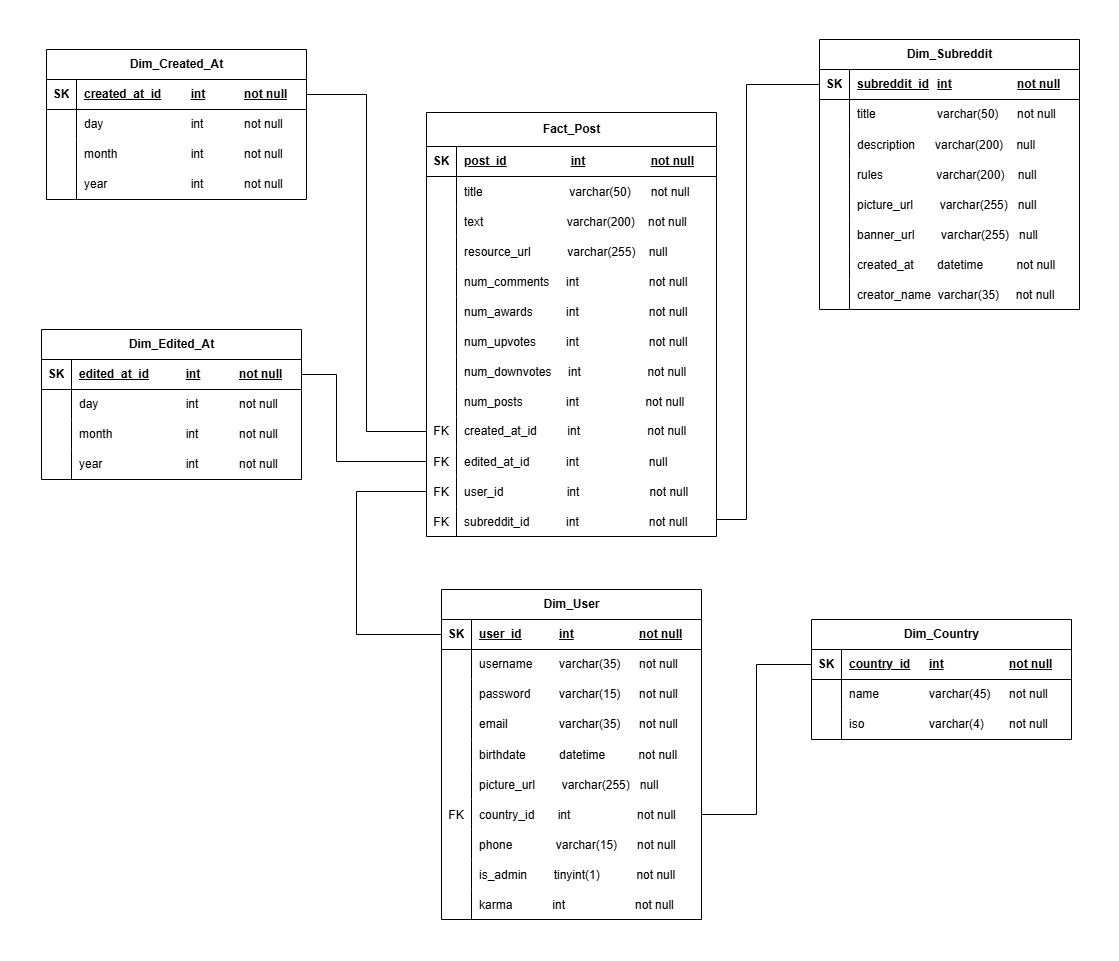 Dim_Created_At
SK created_at_id int not null
day int not null
month int not null
year int not null
Dim_Edited_At
SK edited_at_id int not null
day int not null
month int not null
year int not null
Fact_Post
SK post_id int not null
title varchar(50) not null
text varchar(200) not null
resource_url varchar(255) null
num_comments int not null
num_awards int not null
num_upvotes int not null
num_downvotes int not null
num_posts int not null
FK created_at_id int not null
FK edited_at_id int null
FK user_id int not null
FK subreddit_id int not null
Dim_Subreddit
SK subreddit_id int not null
title varchar(50) not null
description varchar(200) null
rules varchar(200) null
picture_url varchar(255) null
banner_url varchar(255) null
created_at datetime not null
creator_name varchar(35) not null
Dim_User
SK user_id int not null
username varchar(35) not null
password varchar(15) not null
email varchar(35) not null
birthdate datetime not null
picture_url varchar(255) null
FK country_id int not null
phone varchar(15) not null
is_admin tinyint(1) not null
karma int not null
Dim_Country
SK country_id int not null
name varchar(45) not null
iso varchar(4) not null